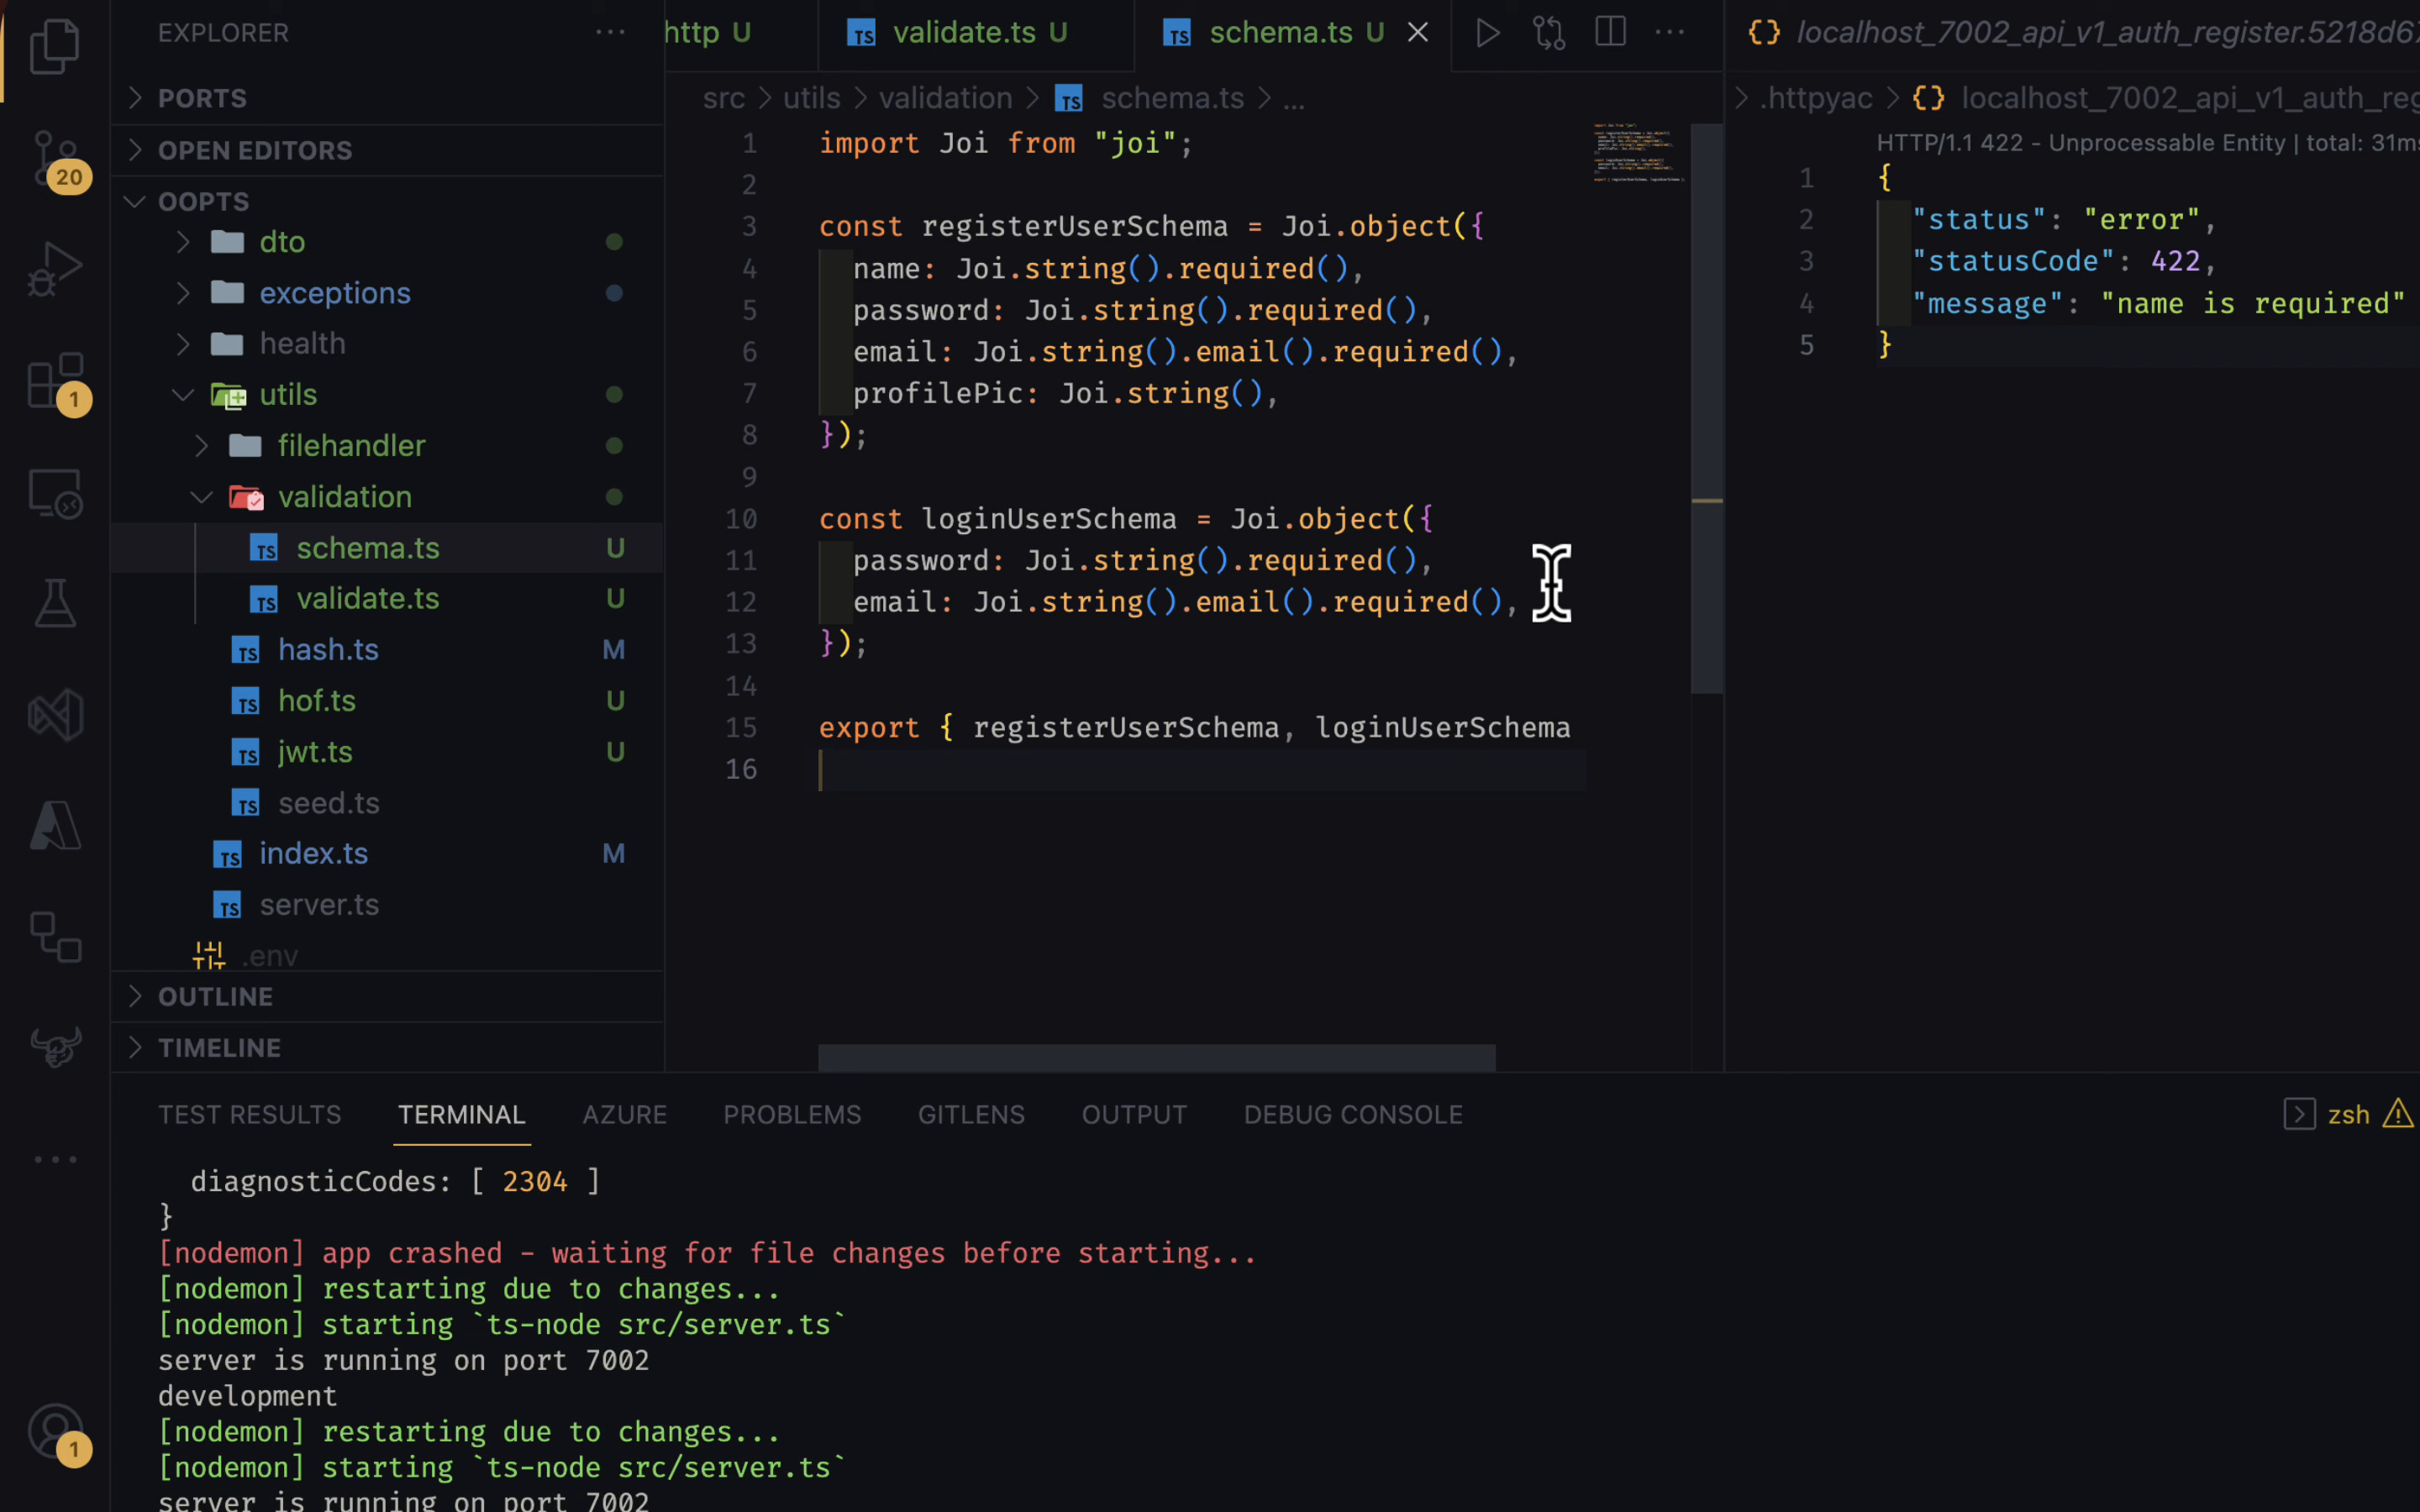 EXPLORER
PORTS
OPEN EDITORS
OOPTS
dto
exceptions
health
utils
filehandler
validation
schema.ts U
validate.ts U
hash.ts M
hof.ts U
jwt.ts U
seed.ts
index.ts M
server.ts
.env
OUTLINE
TIMELINE
20
1
1
http U
validate.ts U
schema.ts U
src > utils > validation > TS schema.ts > ...
1 import Joi from "joi";
2
3 const registerUserSchema = Joi.object({
4 name: Joi.string().required(),
5 password: Joi.string().required(),
6 email: Joi.string().email().required(),
7 profilePic: Joi.string(),
8 });
9
10 const loginUserSchema = Joi.object({
11 password: Joi.string().required(),
12 email: Joi.string().email().required(),
13 });
14
15 export { registerUserSchema, loginUserSchema
16
{} localhost_7002_api_v1_auth_register.5218d6
> .httpyac > {} localhost_7002_api_v1_auth_reg
HTTP/1.1 422 - Unprocessable Entity | total: 31ms
1 {
2 "status": "error",
3 "statusCode": 422,
4 "message": "name is required"
5 }
TEST RESULTS TERMINAL AZURE PROBLEMS GITLENS OUTPUT DEBUG CONSOLE
zsh
diagnosticCodes: [ 2304 ]
}
[nodemon] app crashed - waiting for file changes before starting...
[nodemon] restarting due to changes...
[nodemon] starting `ts-node src/server.ts`
server is running on port 7002
development
[nodemon] restarting due to changes...
[nodemon] starting `ts-node src/server.ts`
server is running on port 7002